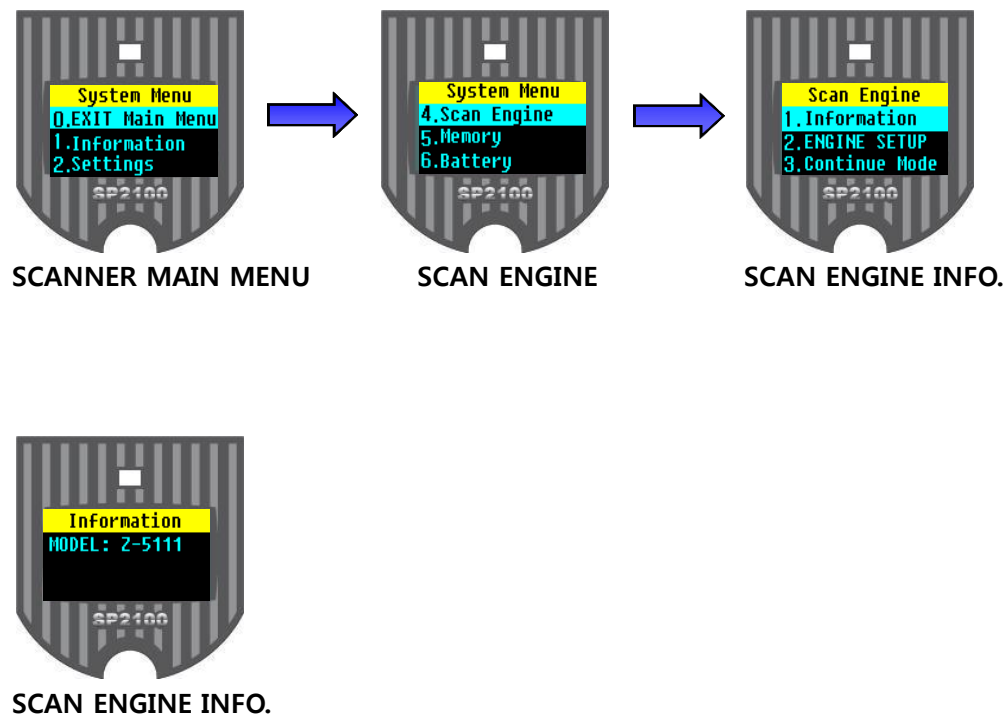 System Menu
0.EXIT Main Menu
1.Information
2.Settings
SP2100
SCANNER MAIN MENU
System Menu
4.Scan Engine
5.Memory
6.Battery
SP2100
SCAN ENGINE
Scan Engine
1.Information
2.ENGINE SETUP
3.Continue Mode
SP2100
SCAN ENGINE INFO.
Information
MODEL: Z-5111
SP2100
SCAN ENGINE INFO.